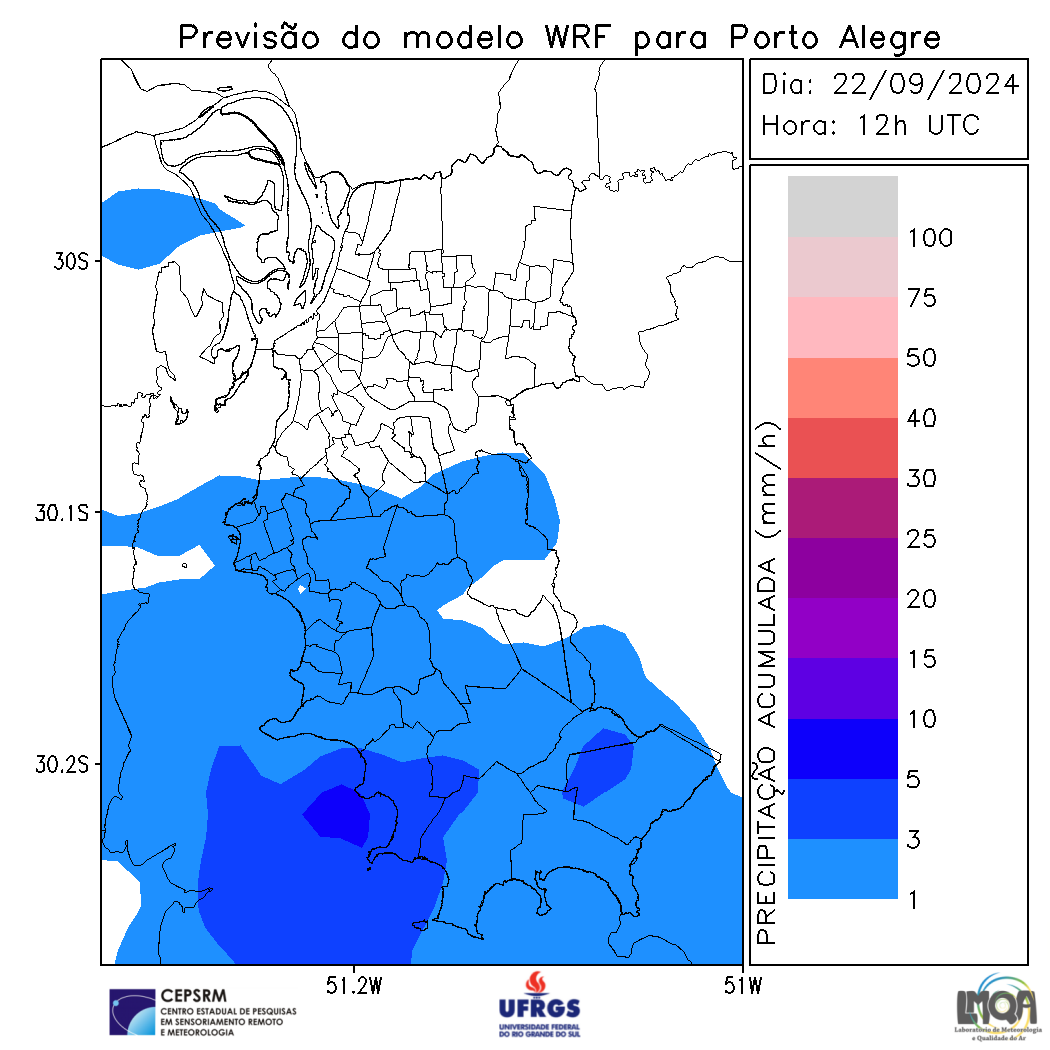 Previsão do modelo WRF para Porto Alegre
Dia: 22/09/2024
Hora: 12h UTC
30S
30.1S
30.2S
51.2W
51W
PRECIPITAÇÃO ACUMULADA (mm/h)
100
75
50
40
30
25
20
15
10
5
3
1
CEPSRM
CENTRO ESTADUAL DE PESQUISAS
EM SENSORIAMENTO REMOTO
E METEOROLOGIA
UFRGS
UNIVERSIDADE FEDERAL
DO RIO GRANDE DO SUL
LMQA
Laboratório de Meteorologia
e Qualidade do Ar